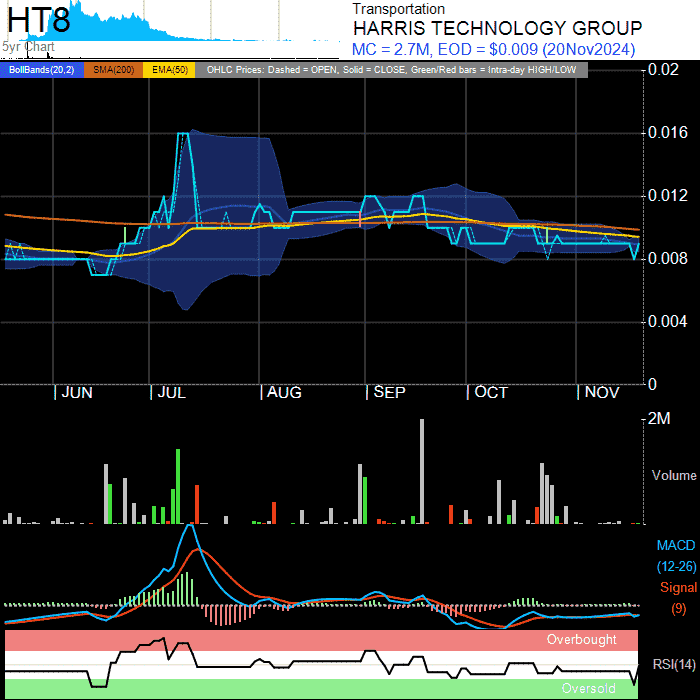 HT8
5yr Chart
Transportation
HARRIS TECHNOLOGY GROUP
MC = 2.7M, EOD = $0.009 (20Nov2024)
BollBands(20,2) SMA(200) EMA(50) OHLC Prices: Dashed = OPEN, Solid = CLOSE, Green/Red bars = Intra-day HIGH/LOW
0.02
0.016
0.012
0.008
0.004
0
JUN JUL AUG SEP OCT NOV
2M
Volume
MACD
(12-26)
Signal
(9)
Overbought
RSI(14)
Oversold